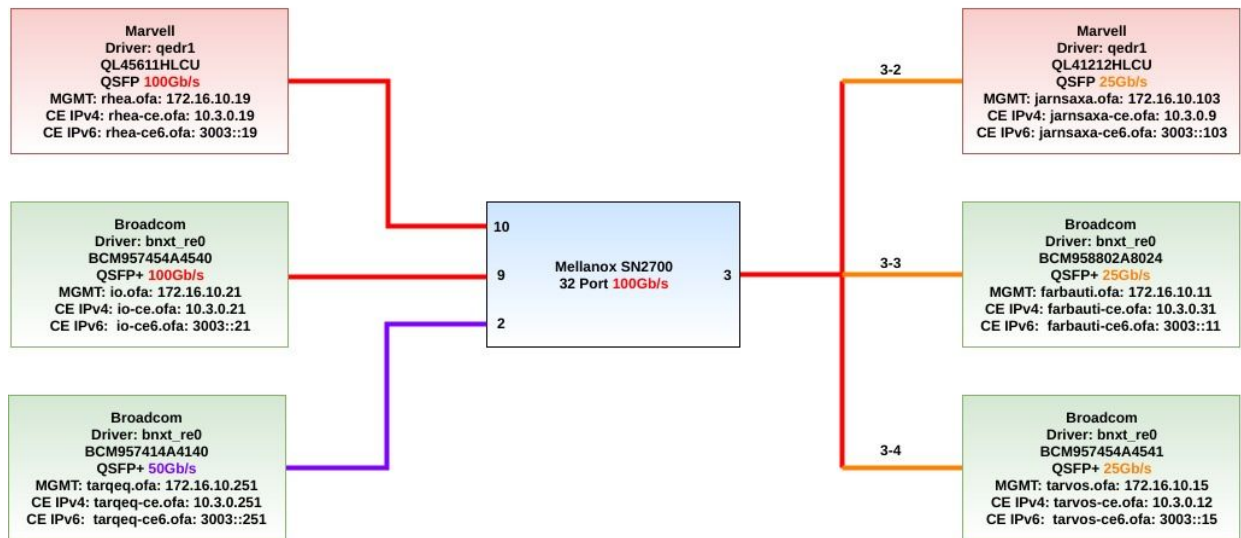 Marvell
Driver: qedr1
QL45611HLCU
QSFP 100Gb/s
MGMT: rhea.ofa: 172.16.10.19
CE IPv4: rhea-ce.ofa: 10.3.0.19
CE IPv6: rhea-ce6.ofa: 3003::19
Broadcom
Driver: bnxt_re0
BCM957454A4540
QSFP+ 100Gb/s
MGMT: io.ofa: 172.16.10.21
CE IPv4: io-ce.ofa: 10.3.0.21
CE IPv6: io-ce6.ofa: 3003::21
Broadcom
Driver: bnxt_re0
BCM957414A4140
QSFP+ 50Gb/s
MGMT: tarqeq.ofa: 172.16.10.251
CE IPv4: tarqeq-ce.ofa: 10.3.0.251
CE IPv6: tarqeq-ce6.ofa: 3003::251
10
9
2
Mellanox SN2700
32 Port 100Gb/s
3
3-2
3-3
3-4
Marvell
Driver: qedr1
QL41212HLCU
QSFP 25Gb/s
MGMT: jarnsaxa.ofa: 172.16.10.103
CE IPv4: jarnsaxa-ce.ofa: 10.3.0.9
CE IPv6: jarnsaxa-ce6.ofa: 3003::103
Broadcom
Driver: bnxt_re0
BCM958802A8024
QSFP+ 25Gb/s
MGMT: farbauti.ofa: 172.16.10.11
CE IPv4: farbauti-ce.ofa: 10.3.0.31
CE IPv6: farbauti-ce6.ofa: 3003::11
Broadcom
Driver: bnxt_re0
BCM957454A4541
QSFP+ 25Gb/s
MGMT: tarvos.ofa: 172.16.10.15
CE IPv4: tarvos-ce.ofa: 10.3.0.12
CE IPv6: tarvos-ce6.ofa: 3003::15